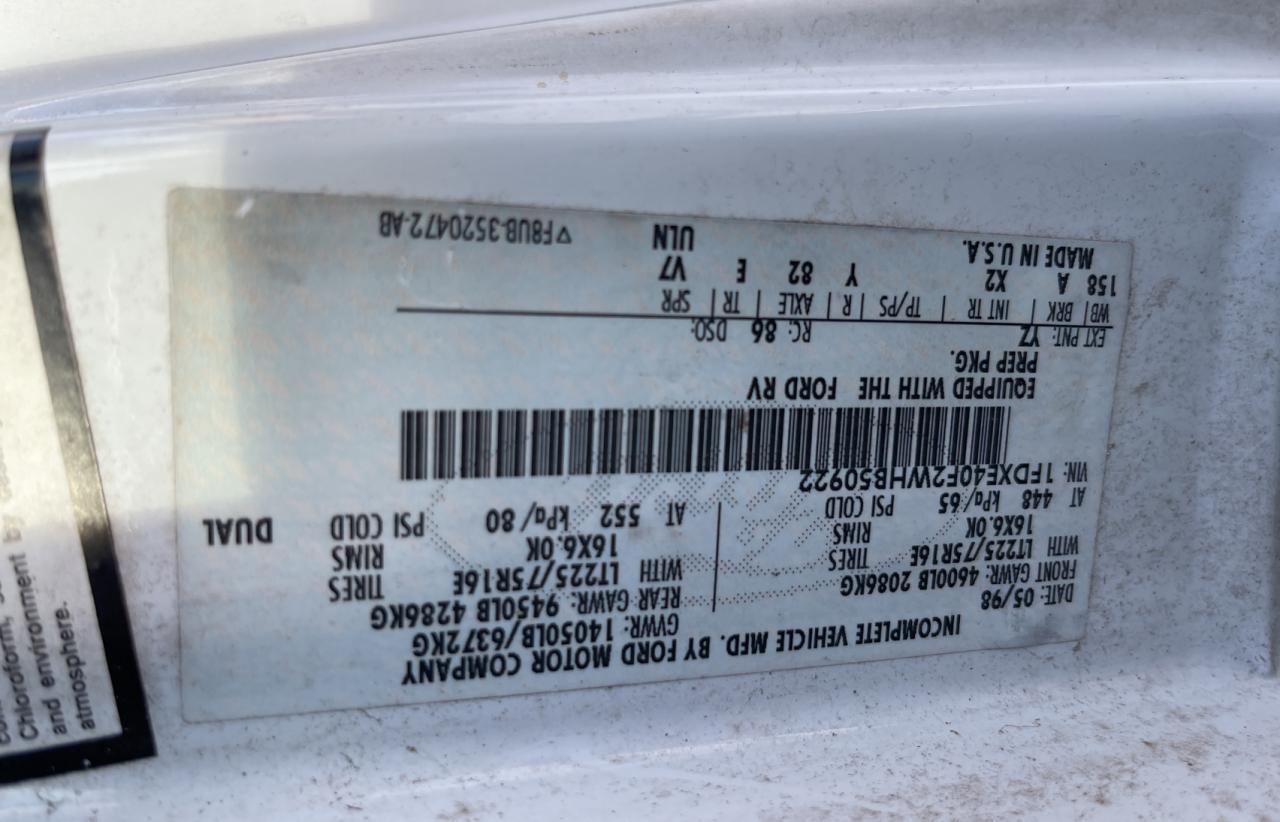 INCOMPLETE VEHICLE MFD. BY FORD MOTOR COMPANY
DATE: 05/98 GVWR: 14050LB/6372KG
FRONT GAWR: 4600LB 2086KG REAR GAWR: 9450LB 4286KG
WITH LT225/75R16E TIRES WITH LT225/75R16E TIRES
16X6.0K RIMS 16X6.0K RIMS
AT 448 kPa/65 PSI COLD AT 552 kPa/80 PSI COLD DUAL
VIN: 1FDXE40F2WHB50922
EQUIPPED WITH THE FORD RV
PREP PKG.
EXT PNT: YZ RC: 86 DSO:
WB| BRK | INT TR | TP/PS | R | AXLE | TR | SPR
158 A X2 Y 82 E V7
MADE IN U.S.A. ULN
▽F8UB-3520472-AB
Chloroform,
and environment by
atmosphere.